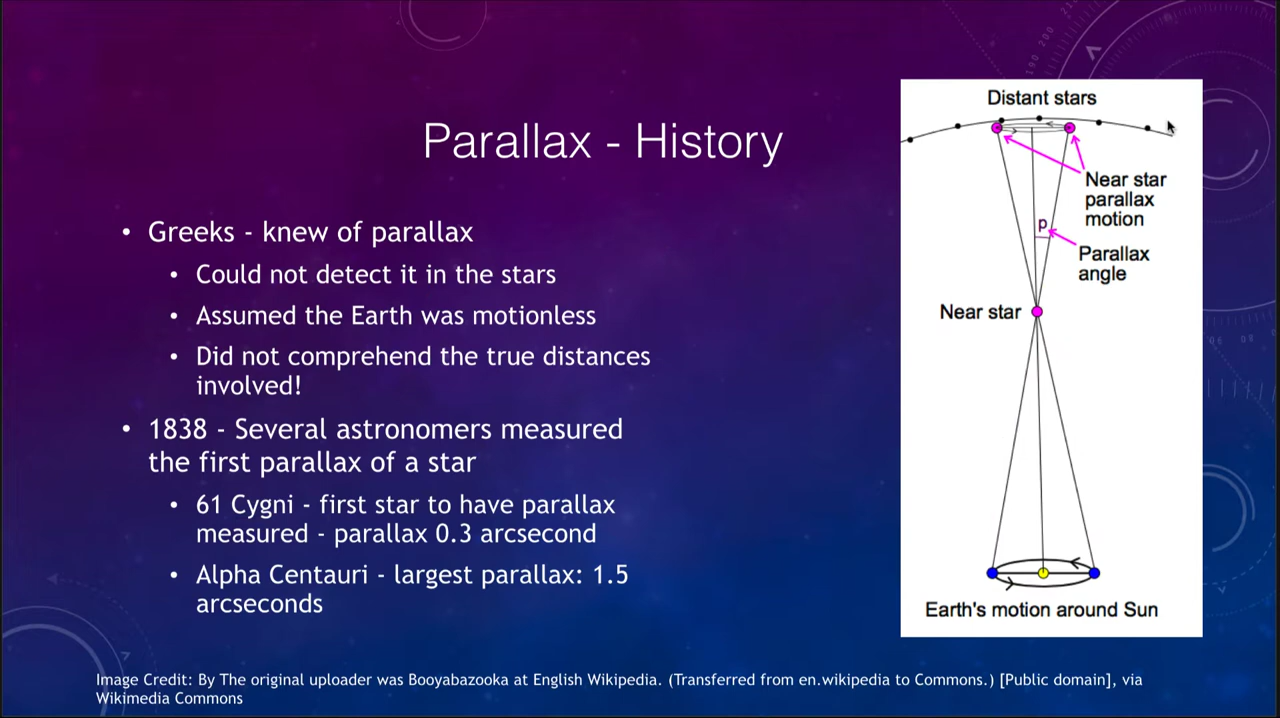 Parallax - History
• Greeks - knew of parallax
• Could not detect it in the stars
• Assumed the Earth was motionless
• Did not comprehend the true distances
involved!
• 1838 - Several astronomers measured
the first parallax of a star
• 61 Cygni - first star to have parallax
measured - parallax 0.3 arcsecond
• Alpha Centauri - largest parallax: 1.5
arcseconds
Distant stars
Near star
parallax
motion
p
Parallax
angle
Near star
Earth's motion around Sun
Image Credit: By The original uploader was Booyabazooka at English Wikipedia. (Transferred from en.wikipedia to Commons.) [Public domain], via
Wikimedia Commons
190 200
210